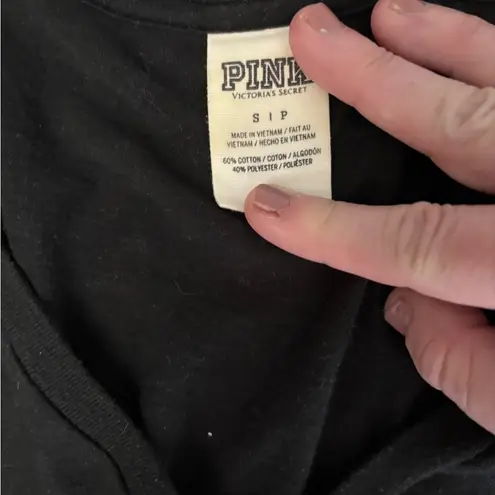 PINK
VICTORIA'S SECRET
S | P
MADE IN VIETNAM / FAIT AU
VIETNAM / HECHO EN VIETNAM
60% COTTON / COTON / ALGODÓN
40% POLYESTER / POLIÉSTER